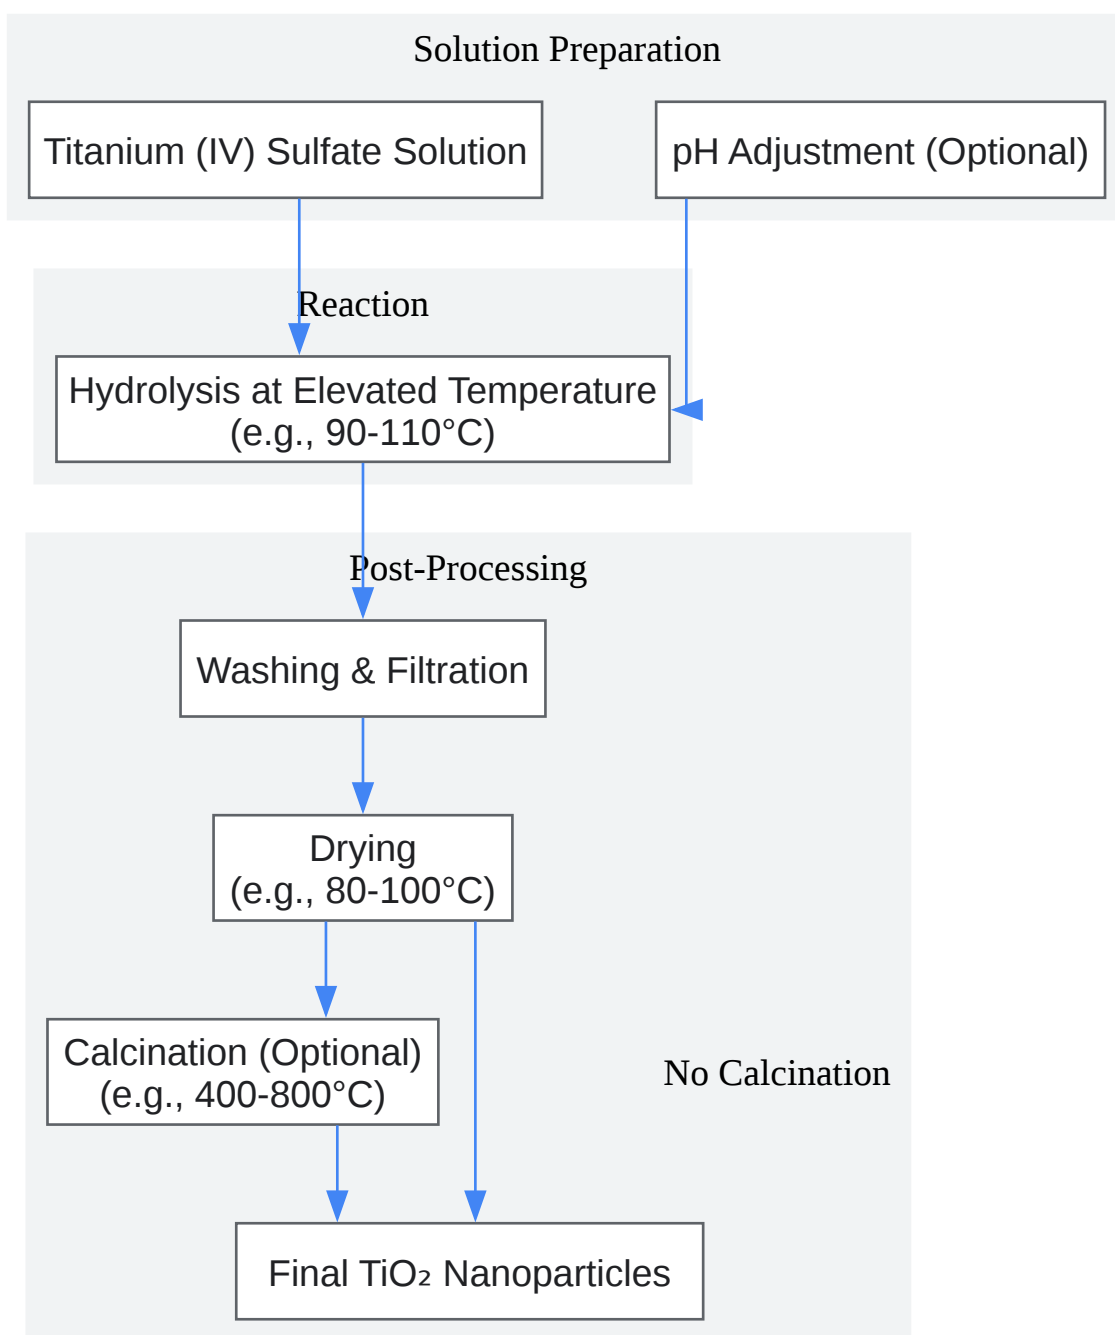 Solution Preparation
Titanium (IV) Sulfate Solution
pH Adjustment (Optional)
Reaction
Hydrolysis at Elevated Temperature
(e.g., 90-110°C)
Post-Processing
Washing & Filtration
Drying
(e.g., 80-100°C)
Calcination (Optional)
(e.g., 400-800°C)
No Calcination
Final TiO₂ Nanoparticles